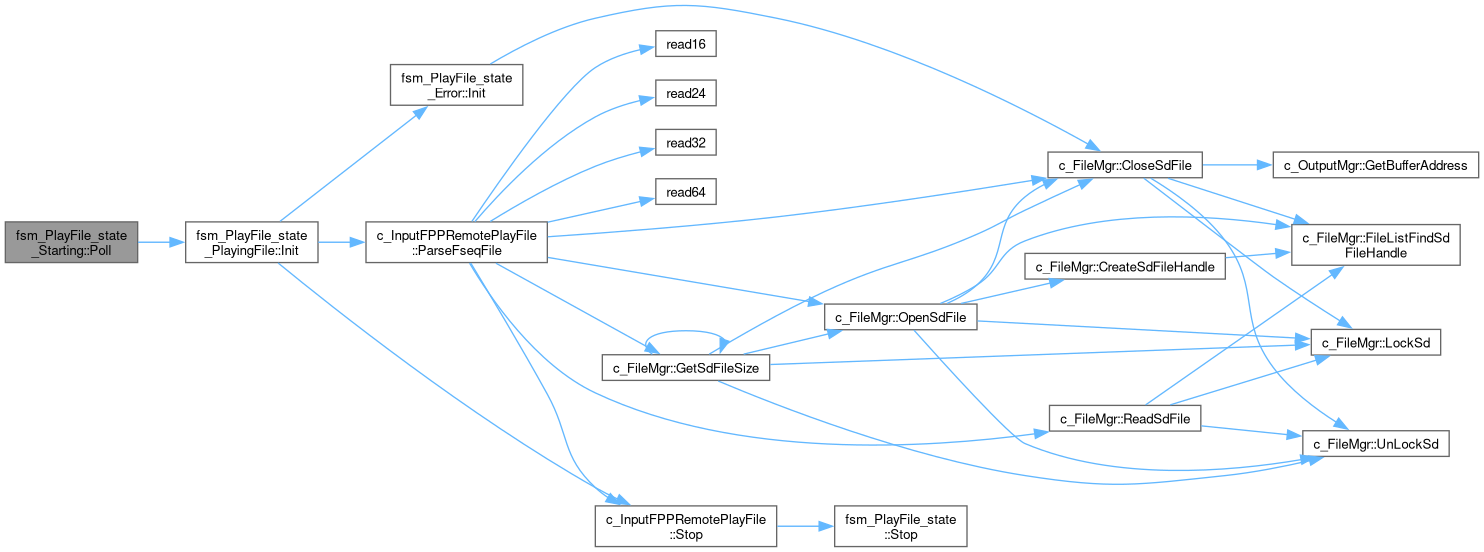 fsm_PlayFile_state
_Starting::Poll
fsm_PlayFile_state
_PlayingFile::Init
fsm_PlayFile_state
_Error::Init
c_InputFPPRemotePlayFile
::ParseFseqFile
read16
read24
read32
read64
c_FileMgr::GetSdFileSize
c_InputFPPRemotePlayFile
::Stop
c_FileMgr::OpenSdFile
fsm_PlayFile_state
::Stop
c_FileMgr::CloseSdFile
c_FileMgr::CreateSdFileHandle
c_FileMgr::ReadSdFile
c_OutputMgr::GetBufferAddress
c_FileMgr::FileListFindSd
FileHandle
c_FileMgr::LockSd
c_FileMgr::UnLockSd